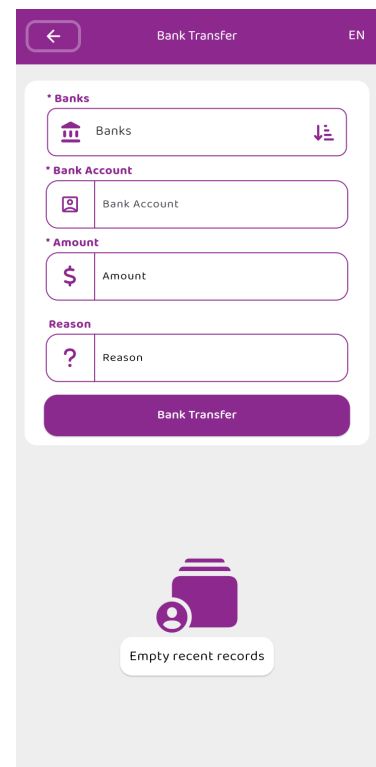 Bank Transfer
EN
* Banks
Banks
* Bank Account
Bank Account
* Amount
$
Amount
Reason
?
Reason
Bank Transfer
Empty recent records